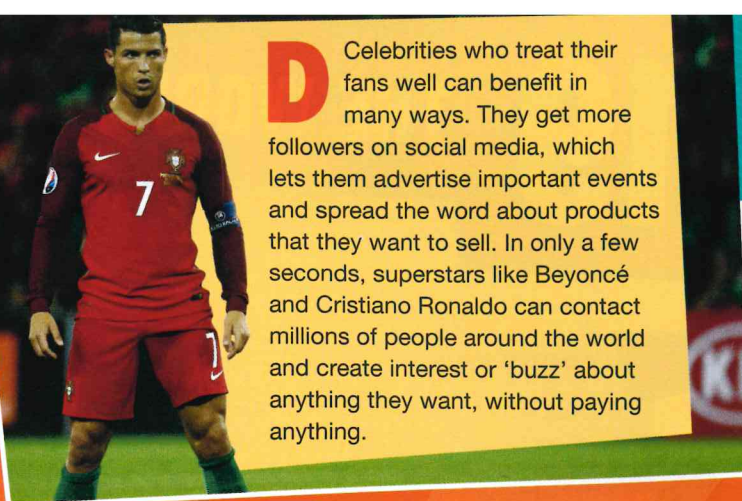 D
Celebrities who treat their
fans well can benefit in
many ways. They get more
followers on social media, which
lets them advertise important events
and spread the word about products
that they want to sell. In only a few
seconds, superstars like Beyoncé
and Cristiano Ronaldo can contact
millions of people around the world
and create interest or ‘buzz’ about
anything they want, without paying
anything.
7
7